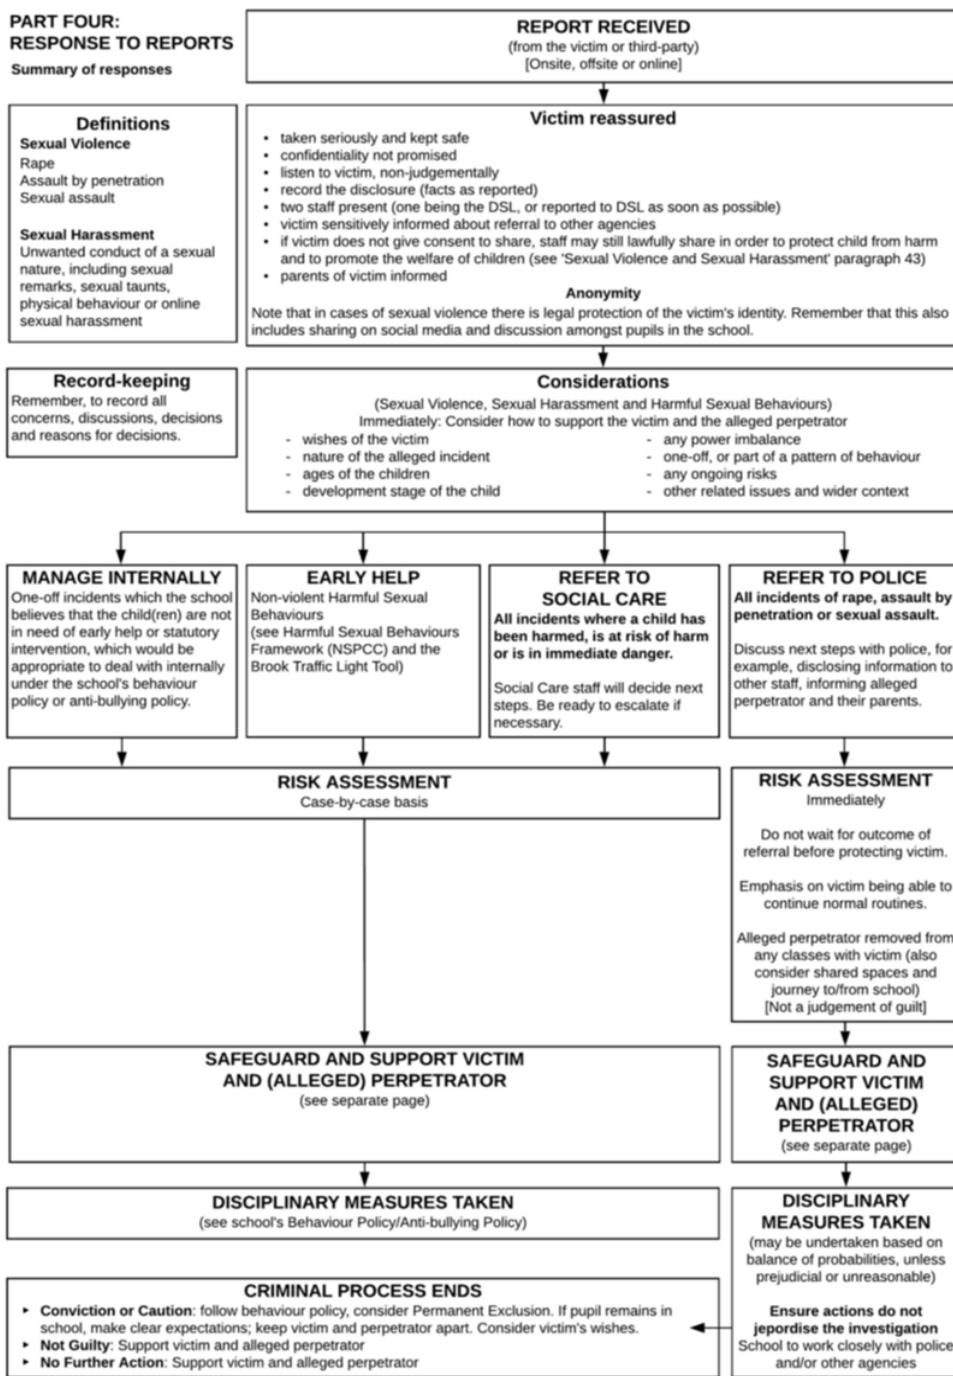 PART FOUR:
RESPONSE TO REPORTS
Summary of responses
REPORT RECEIVED
(from the victim or third-party)
[Onsite, offsite or online]
Definitions
Sexual Violence
Rape
Assault by penetration
Sexual assault
Sexual Harassment
Unwanted conduct of a sexual
nature, including sexual
remarks, sexual taunts,
physical behaviour or online
sexual harassment
Victim reassured
• taken seriously and kept safe
• confidentiality not promised
• listen to victim, non-judgementally
• record the disclosure (facts as reported)
• two staff present (one being the DSL, or reported to DSL as soon as possible)
• victim sensitively informed about referral to other agencies
• if victim does not give consent to share, staff may still lawfully share in order to protect child from harm
and to promote the welfare of children (see 'Sexual Violence and Sexual Harassment' paragraph 43)
• parents of victim informed
Anonymity
Note that in cases of sexual violence there is legal protection of the victim's identity. Remember that this also
includes sharing on social media and discussion amongst pupils in the school.
Record-keeping
Remember, to record all
concerns, discussions, decisions
and reasons for decisions.
Considerations
(Sexual Violence, Sexual Harassment and Harmful Sexual Behaviours)
Immediately: Consider how to support the victim and the alleged perpetrator
- wishes of the victim
- nature of the alleged incident
- ages of the children
- development stage of the child
- any power imbalance
- one-off, or part of a pattern of behaviour
- any ongoing risks
- other related issues and wider context
MANAGE INTERNALLY
One-off incidents which the school
believes that the child(ren) are not
in need of early help or statutory
intervention, which would be
appropriate to deal with internally
under the school's behaviour
policy or anti-bullying policy.
EARLY HELP
Non-violent Harmful Sexual
Behaviours
(see Harmful Sexual Behaviours
Framework (NSPCC) and the
Brook Traffic Light Tool)
REFER TO
SOCIAL CARE
All incidents where a child has
been harmed, is at risk of harm
or is in immediate danger.
Social Care staff will decide next
steps. Be ready to escalate if
necessary.
REFER TO POLICE
All incidents of rape, assault by
penetration or sexual assault.
Discuss next steps with police, for
example, disclosing information to
other staff, informing alleged
perpetrator and their parents.
RISK ASSESSMENT
Case-by-case basis
RISK ASSESSMENT
Immediately
Do not wait for outcome of
referral before protecting victim.
Emphasis on victim being able to
continue normal routines.
Alleged perpetrator removed from
any classes with victim (also
consider shared spaces and
journey to/from school)
[Not a judgement of guilt]
SAFEGUARD AND SUPPORT VICTIM
AND (ALLEGED) PERPETRATOR
(see separate page)
SAFEGUARD AND
SUPPORT VICTIM
AND (ALLEGED)
PERPETRATOR
(see separate page)
DISCIPLINARY MEASURES TAKEN
(see school's Behaviour Policy/Anti-bullying Policy)
DISCIPLINARY
MEASURES TAKEN
(may be undertaken based on
balance of probabilities, unless
prejudicial or unreasonable)
Ensure actions do not
jepordise the investigation
School to work closely with police
and/or other agencies
CRIMINAL PROCESS ENDS
▸ Conviction or Caution: follow behaviour policy, consider Permanent Exclusion. If pupil remains in
school, make clear expectations; keep victim and perpetrator apart. Consider victim's wishes.
▸ Not Guilty: Support victim and alleged perpetrator
▸ No Further Action: Support victim and alleged perpetrator